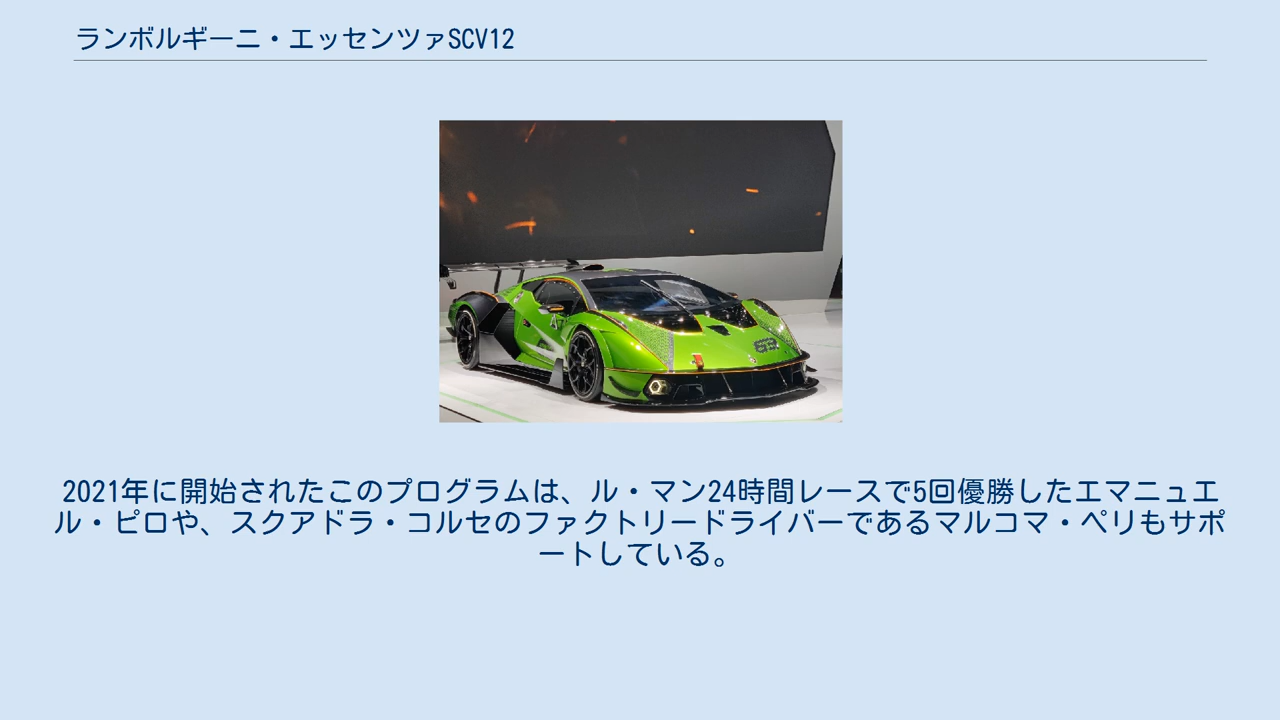 ランボルギーニ・エッセンツァSCV12
2021年に開始されたこのプログラムは、ル・マン24時間レースで5回優勝したエマニュエ
ル・ピロや、スクアドラ・コルセのファクトリードライバーであるマルコマ・ペリもサポ
ートしている。